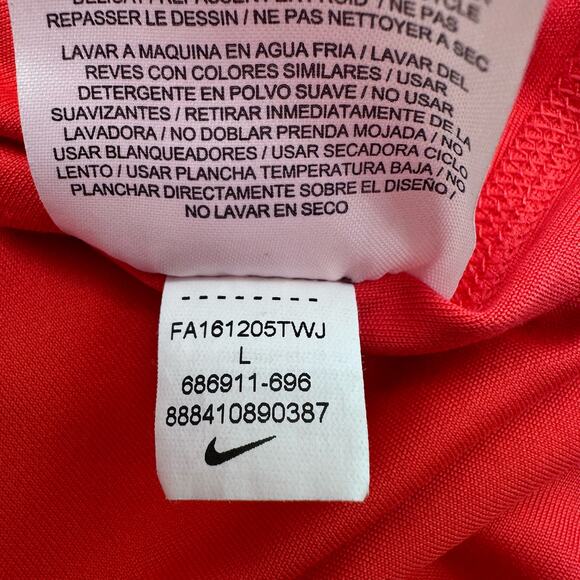 REPASSER LE DESSIN / NE PAS NETTOYER A SEC
LAVAR A MAQUINA EN AGUA FRIA / LAVAR DEL
REVES CON COLORES SIMILARES / USAR
DETERGENTE EN POLVO SUAVE / NO USAR
SUAVIZANTES / RETIRAR INMEDIATAMENTE DE LA
LAVADORA / NO DOBLAR PRENDA MOJADA / NO
USAR BLANQUEADORES / USAR SECADORA CICLO
LENTO / USAR PLANCHA TEMPERATURA BAJA / NO
PLANCHAR DIRECTAMENTE SOBRE EL DISEÑO /
NO LAVAR EN SECO
FA161205TWJ
L
686911-696
888410890387